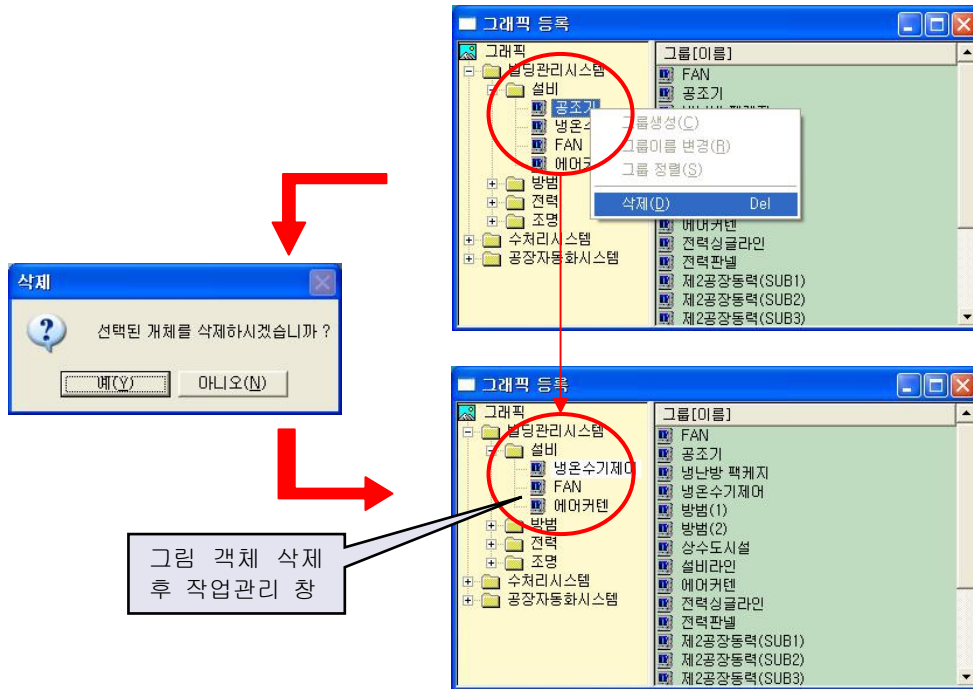 그래픽 등록
그래픽
빌딩관리시스템
설비
공조기
FAN
방범
전력
조명
수처리시스템
공장자동화시스템
그룹[이름]
FAN
공조기
그룹생성(C)
그룹이름 변경(R)
그룹 정렬(S)
삭제(D) Del
에어커텐
전력싱글라인
전력판넬
제2공장동력(SUB1)
제2공장동력(SUB2)
제2공장동력(SUB3)
삭제
선택된 개체를 삭제하시겠습니까 ?
예(Y) 아니오(N)
그래픽 등록
그래픽
빌딩관리시스템
설비
냉온수기제어
FAN
에어커텐
방범
전력
조명
수처리시스템
공장자동화시스템
그룹[이름]
FAN
공조기
냉난방 팩케지
냉온수기제어
방범(1)
방범(2)
상수도시설
설비라인
에어커텐
전력싱글라인
전력판넬
제2공장동력(SUB1)
제2공장동력(SUB2)
제2공장동력(SUB3)
그림 객체 삭제
후 작업관리 창